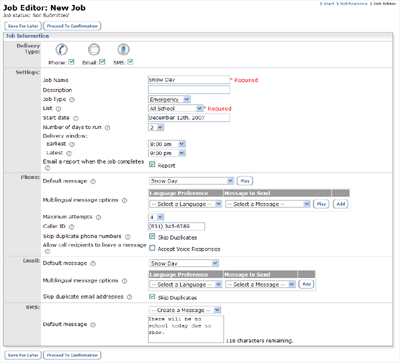 Job Editor: New Job
Job status: Not Submitted
> Start > Notifications > Job Editor
Save For Later Proceed To Confirmation
Job Information
Delivery Type:
Phone: Email SMS
Settings:
Job Name Snow Day * Required
Description
Job Type Emergency
List All School * Required
Start date December 12th, 2007
Number of days to run 2
Delivery window:
Earliest 8:00 am
Latest 9:00 pm
Email a report when the job completes Report
Phone:
Default message Snow Day Play
Language Preference Message to Send
Multilingual message options -- Select a Language -- -- Select a Message -- Play Add
Maximum attempts 4
Caller ID (831) 345-6789
Skip duplicate phone numbers Skip Duplicates
Allow call recipients to leave a message Accept Voice Responses
Email:
Default message Snow Day
Language Preference Message to Send
Multilingual message options -- Select a Language -- -- Select a Message -- Add
Skip duplicate email addresses Skip Duplicates
SMS:
-- Create a Message --
Default message
There will be no
school today due to
snow.
118 characters remaining.
Save For Later Proceed To Confirmation